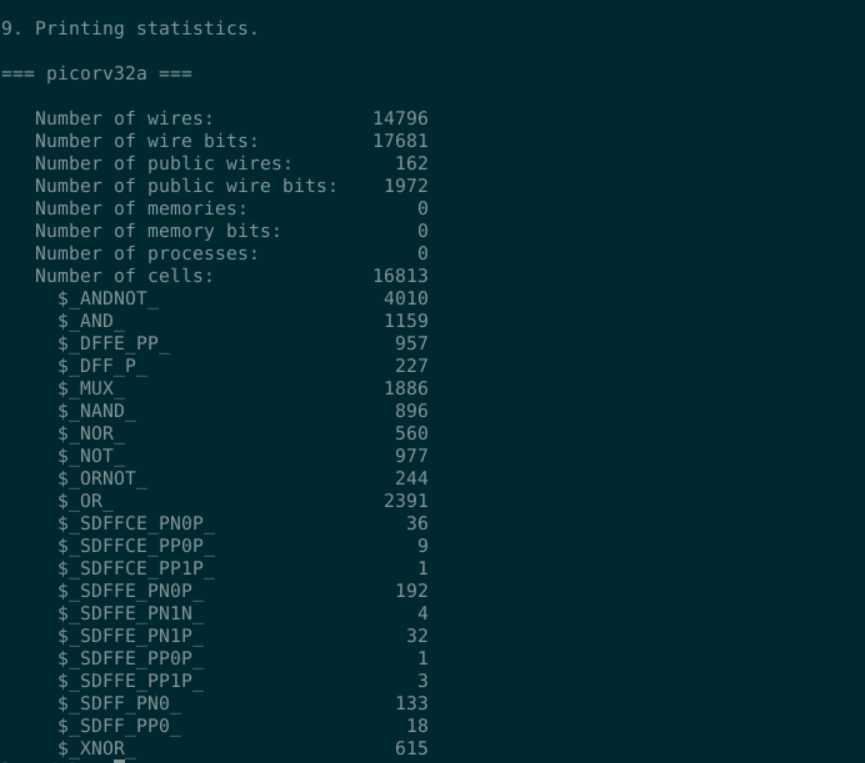 9. Printing statistics.
=== picorv32a ===
Number of wires: 14796
Number of wire bits: 17681
Number of public wires: 162
Number of public wire bits: 1972
Number of memories: 0
Number of memory bits: 0
Number of processes: 0
Number of cells: 16813
$_ANDNOT_ 4010
$_AND_ 1159
$_DFFE_PP_ 957
$_DFF_P_ 227
$_MUX_ 1886
$_NAND_ 896
$_NOR_ 560
$_NOT_ 977
$_ORNOT_ 244
$_OR_ 2391
$_SDFFCE_PN0P_ 36
$_SDFFCE_PP0P_ 9
$_SDFFCE_PP1P_ 1
$_SDFFE_PN0P_ 192
$_SDFFE_PN1N_ 4
$_SDFFE_PN1P_ 32
$_SDFFE_PP0P_ 1
$_SDFFE_PP1P_ 3
$_SDFF_PN0_ 133
$_SDFF_PP0_ 18
$_XNOR_ 615